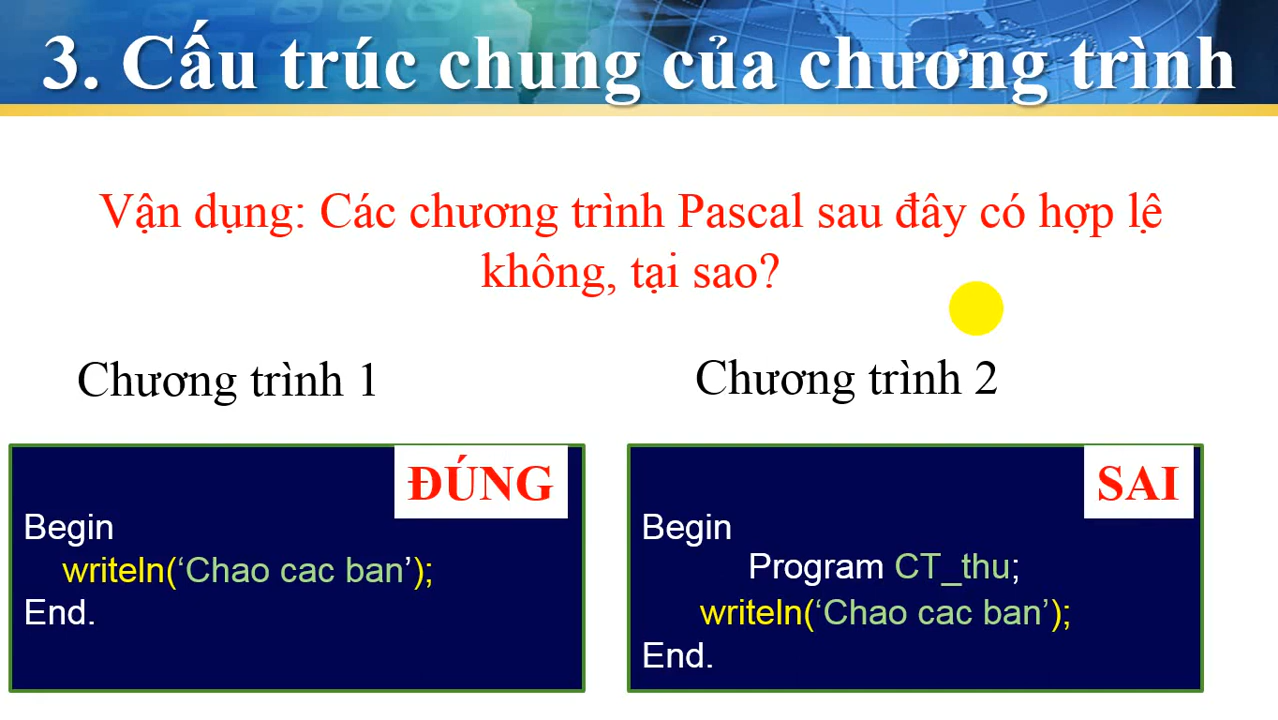 3. Cấu trúc chung của chương trình
Vận dụng: Các chương trình Pascal sau đây có hợp lệ
không, tại sao?
Chương trình 1
ĐÚNG
Begin
writeln(‘Chao cac ban’);
End.
Chương trình 2
SAI
Begin
Program CT_thu;
writeln(‘Chao cac ban’);
End.